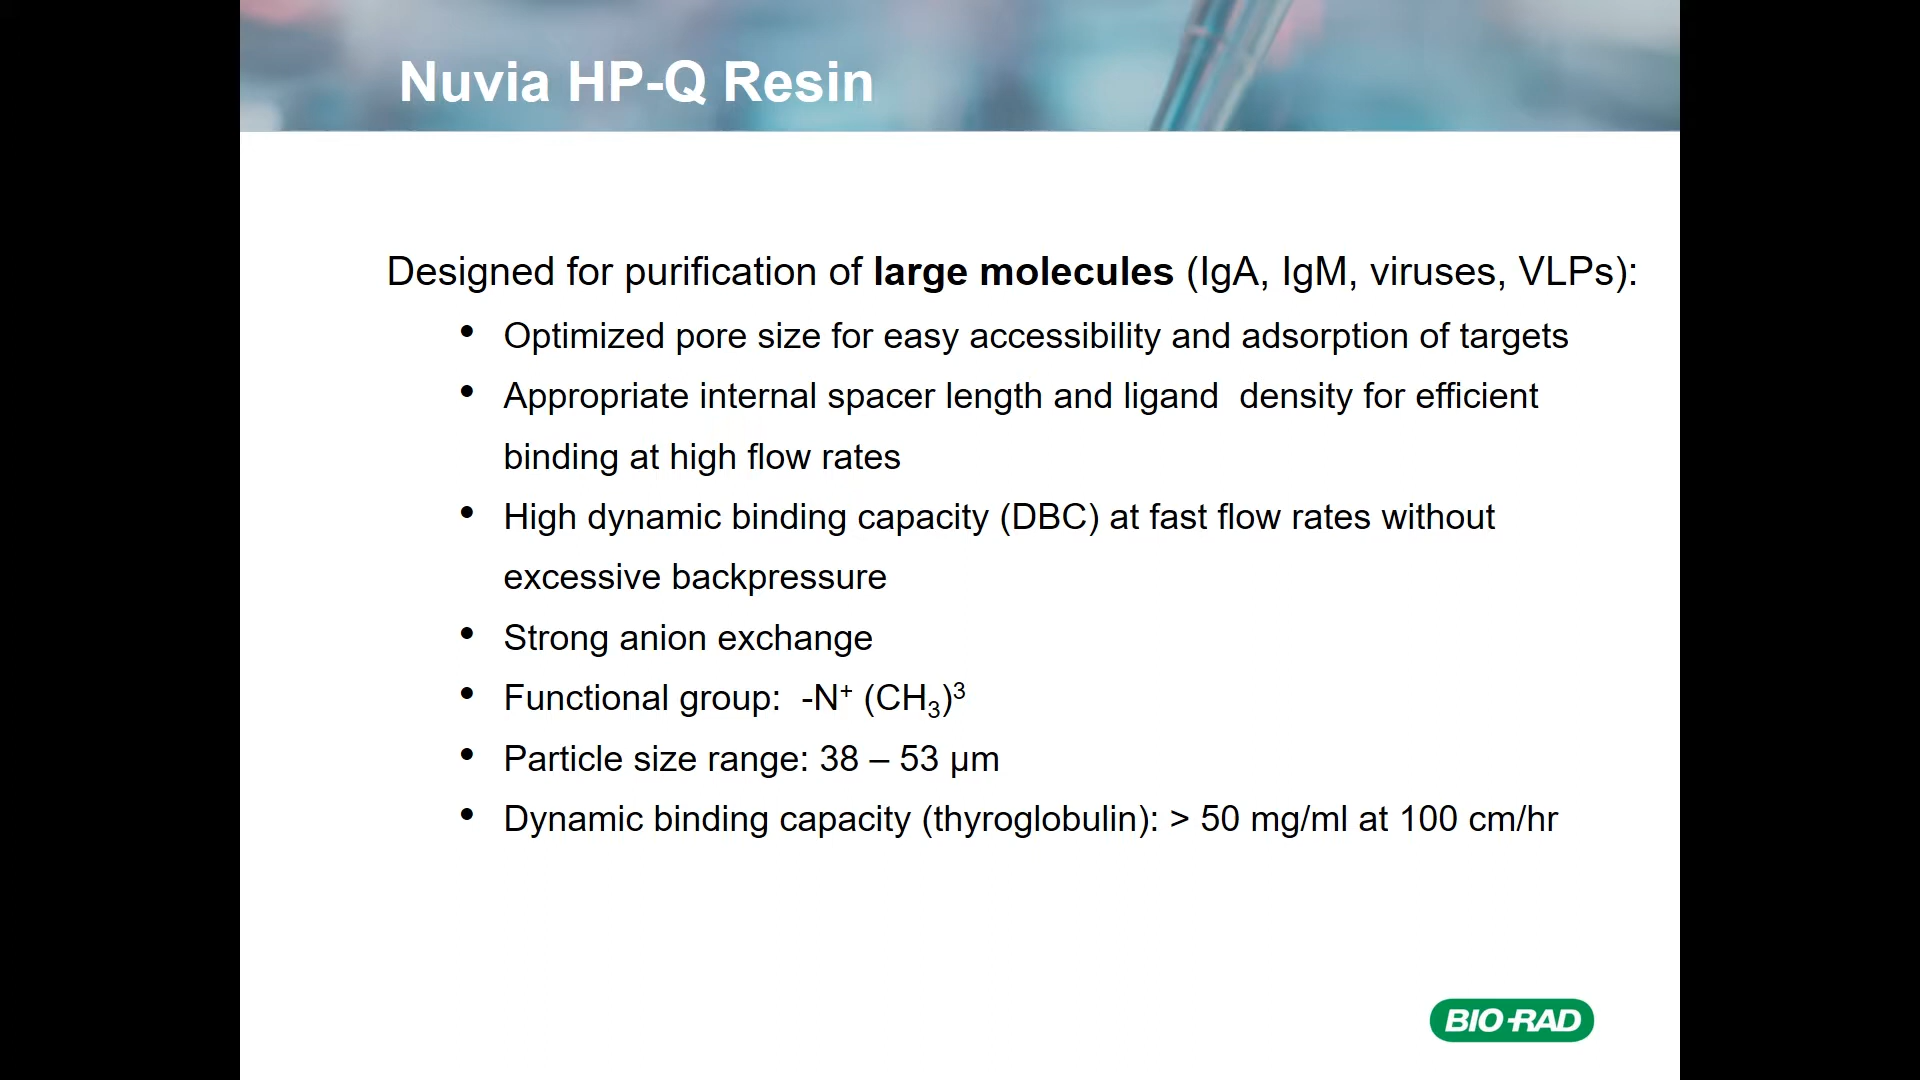 Nuvia HP-Q Resin
Designed for purification of large molecules (IgA, IgM, viruses, VLPs):
• Optimized pore size for easy accessibility and adsorption of targets
• Appropriate internal spacer length and ligand  density for efficient
binding at high flow rates
• High dynamic binding capacity (DBC) at fast flow rates without
excessive backpressure
• Strong anion exchange
• Functional group:  -N⁺ (CH₃)³
• Particle size range: 38 – 53 µm
• Dynamic binding capacity (thyroglobulin): > 50 mg/ml at 100 cm/hr
BIO-RAD